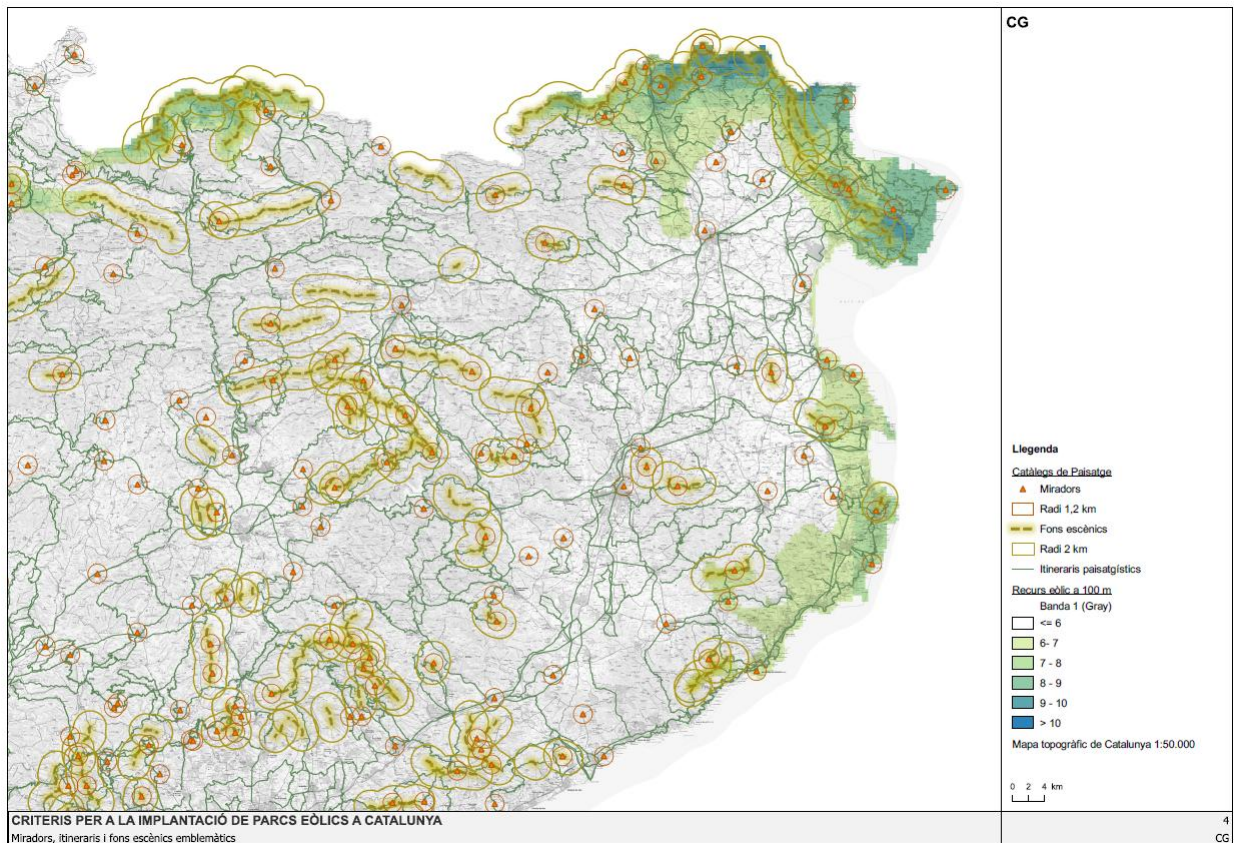 CG
Llegenda
Catàlegs de Paisatge
Miradors
Radi 1,2 km
Fons escènics
Radi 2 km
Itineraris paisatgístics
Recurs eòlic a 100 m
Banda 1 (Gray)
<= 6
6- 7
7 - 8
8 - 9
9 - 10
> 10
Mapa topogràfic de Catalunya 1:50.000
0 2 4 km
CRITERIS PER A LA IMPLANTACIÓ DE PARCS EÒLICS A CATALUNYA
4
Miradors, itineraris i fons escènics emblemàtics
CG